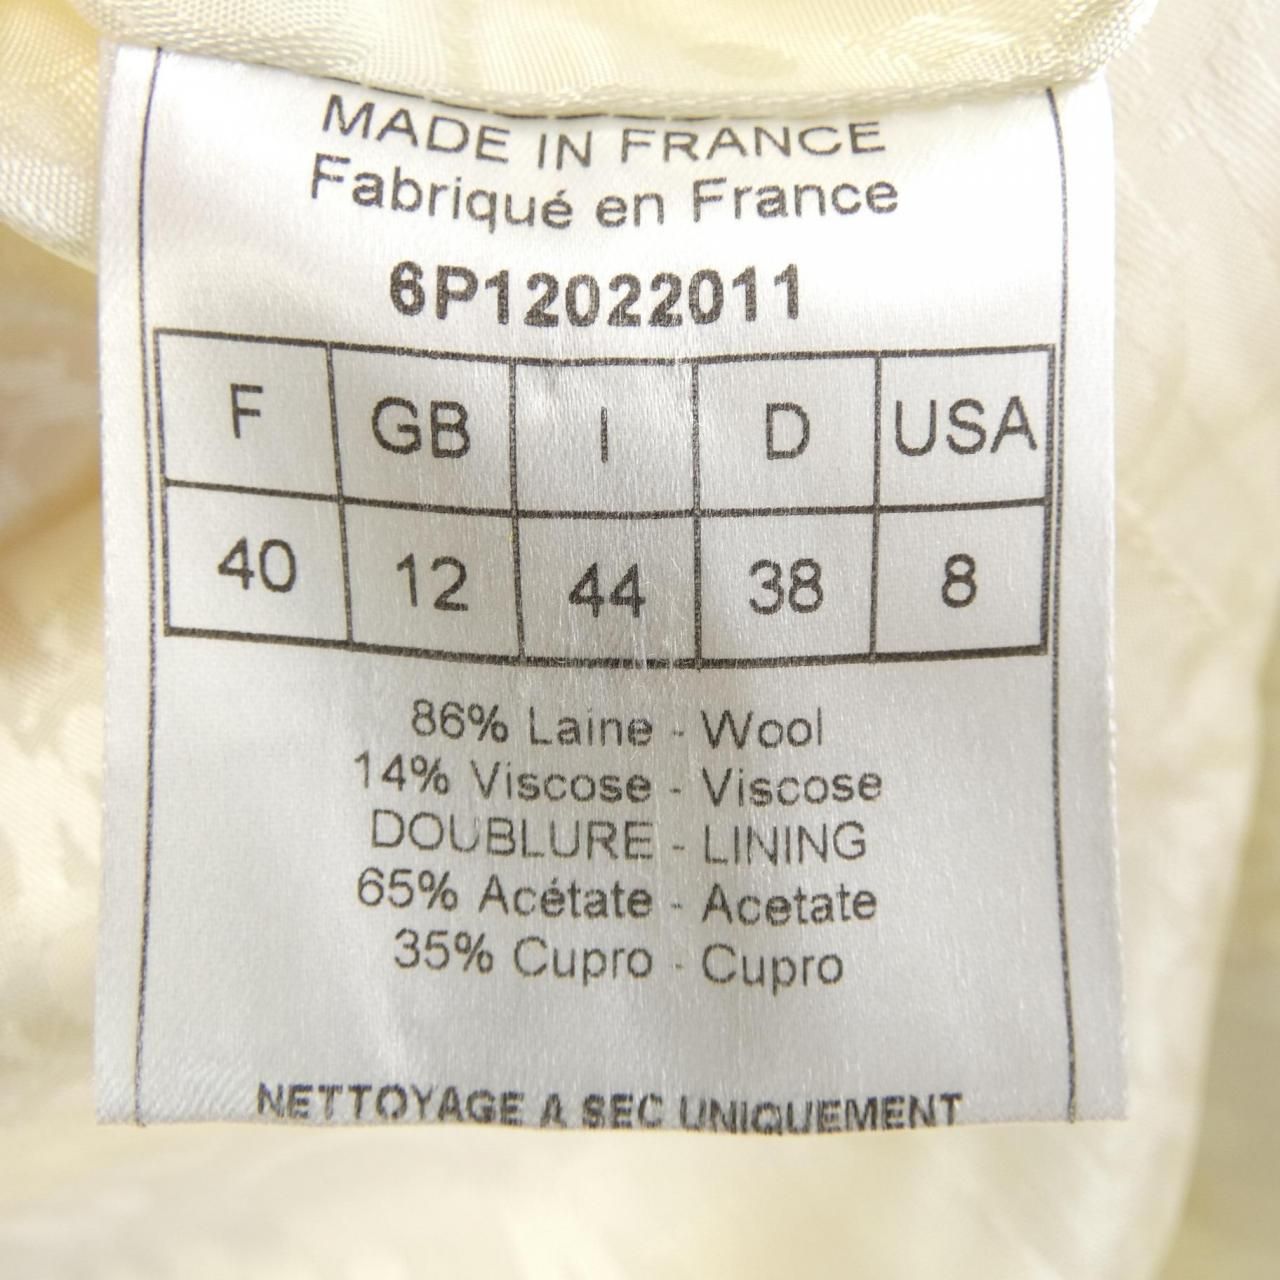 MADE IN FRANCE
Fabriqué en France
6P12022011
F GB I D USA
40 12 44 38 8
86% Laine - Wool
14% Viscose - Viscose
DOUBLURE - LINING
65% Acétate - Acetate
35% Cupro - Cupro
NETTOYAGE A SEC UNIQUEMENT